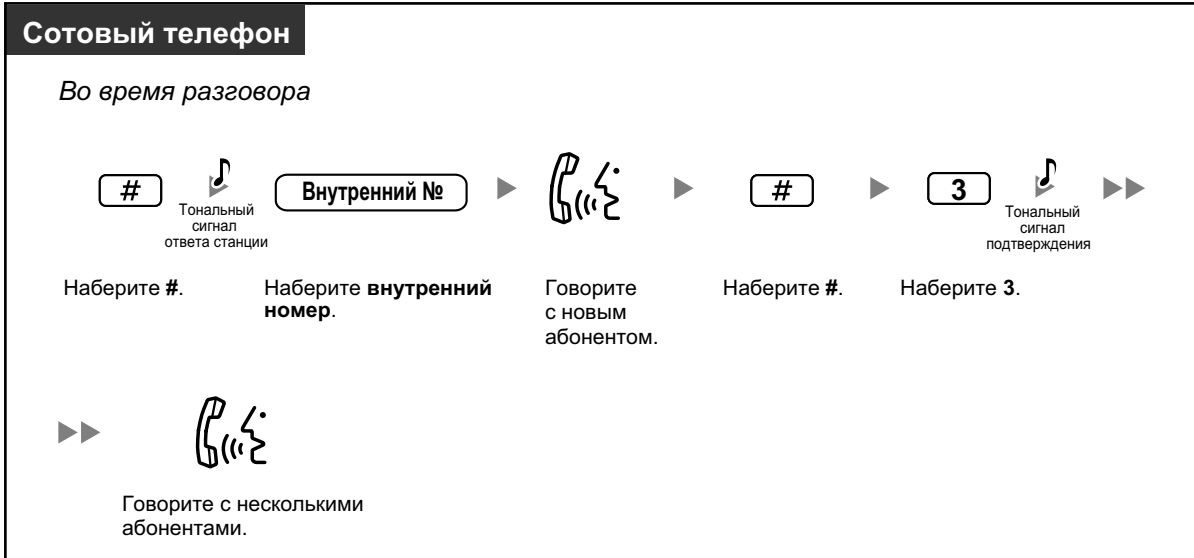 Сотовый телефон
Во время разговора
# Внутренний № # 3
Тональный
сигнал
ответа станции
Тональный
сигнал
подтверждения
Наберите #.
Наберите внутренний
номер.
Говорите
с новым
абонентом.
Наберите #.
Наберите 3.
Говорите с несколькими
абонентами.